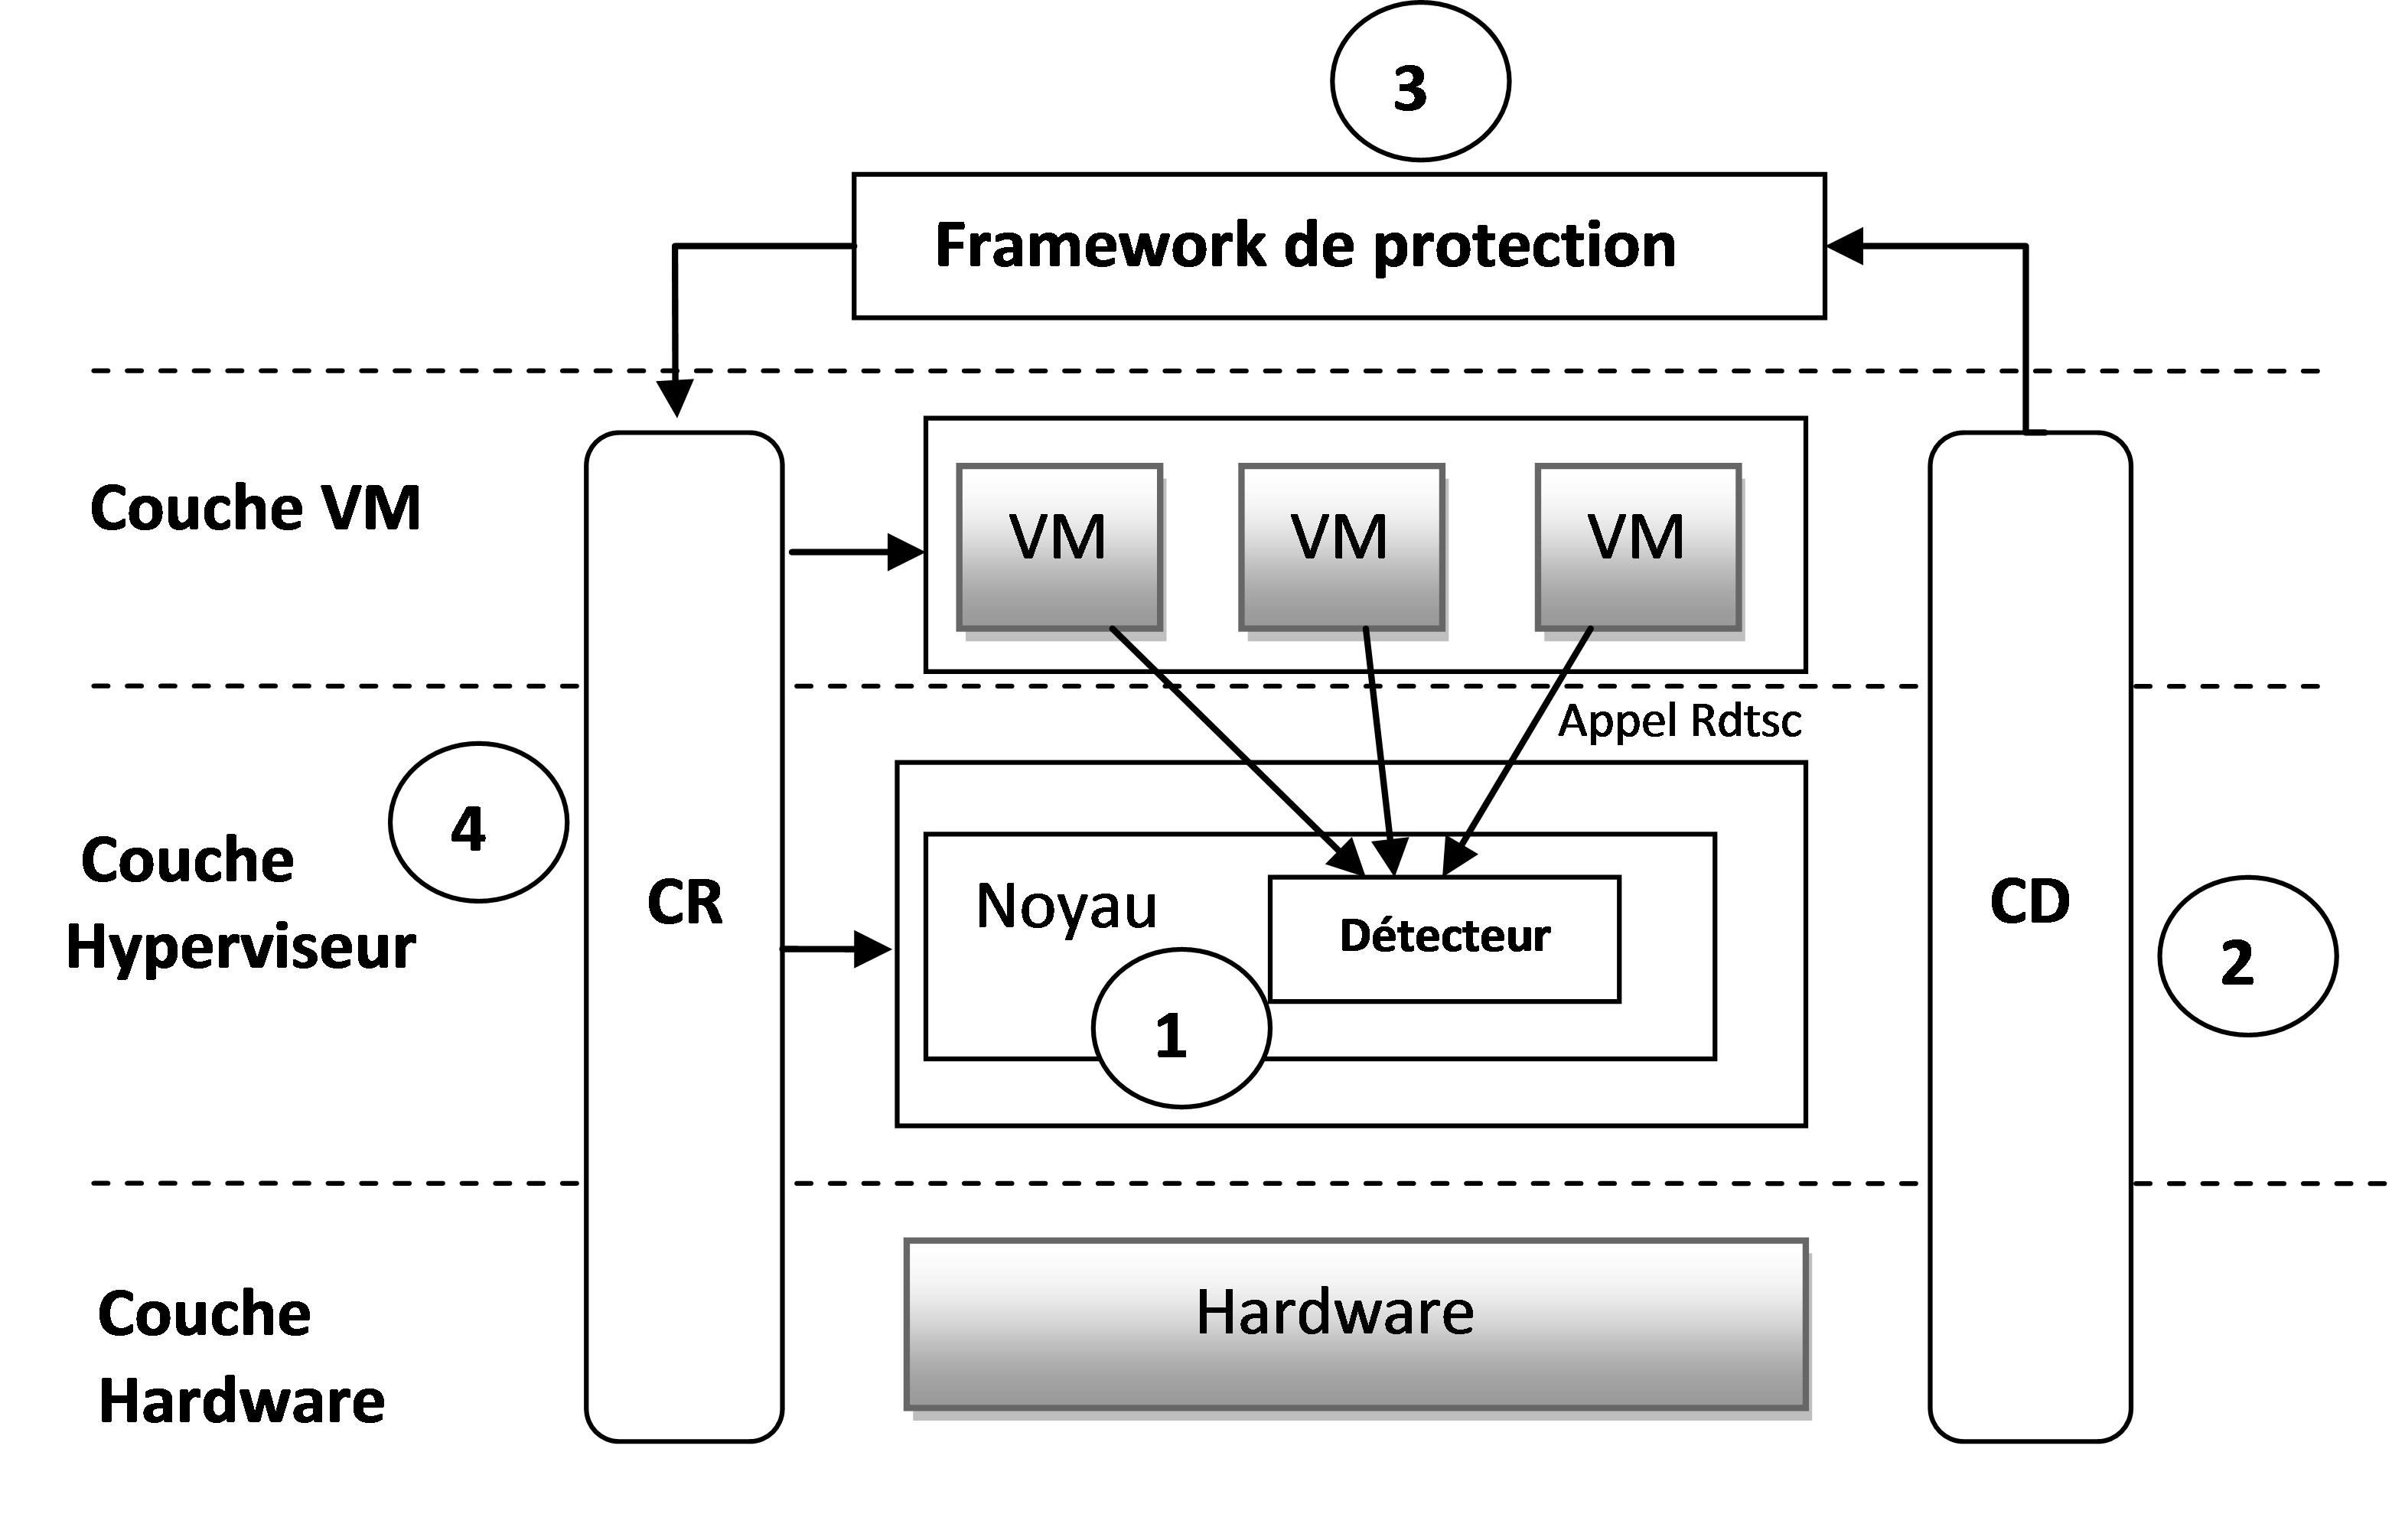 3
Framework de protection
Couche VM
VM
VM
VM
Appel Rdtsc
4
Couche
Hyperviseur
CR
Noyau
Détecteur
1
CD
2
Couche
Hardware
Hardware